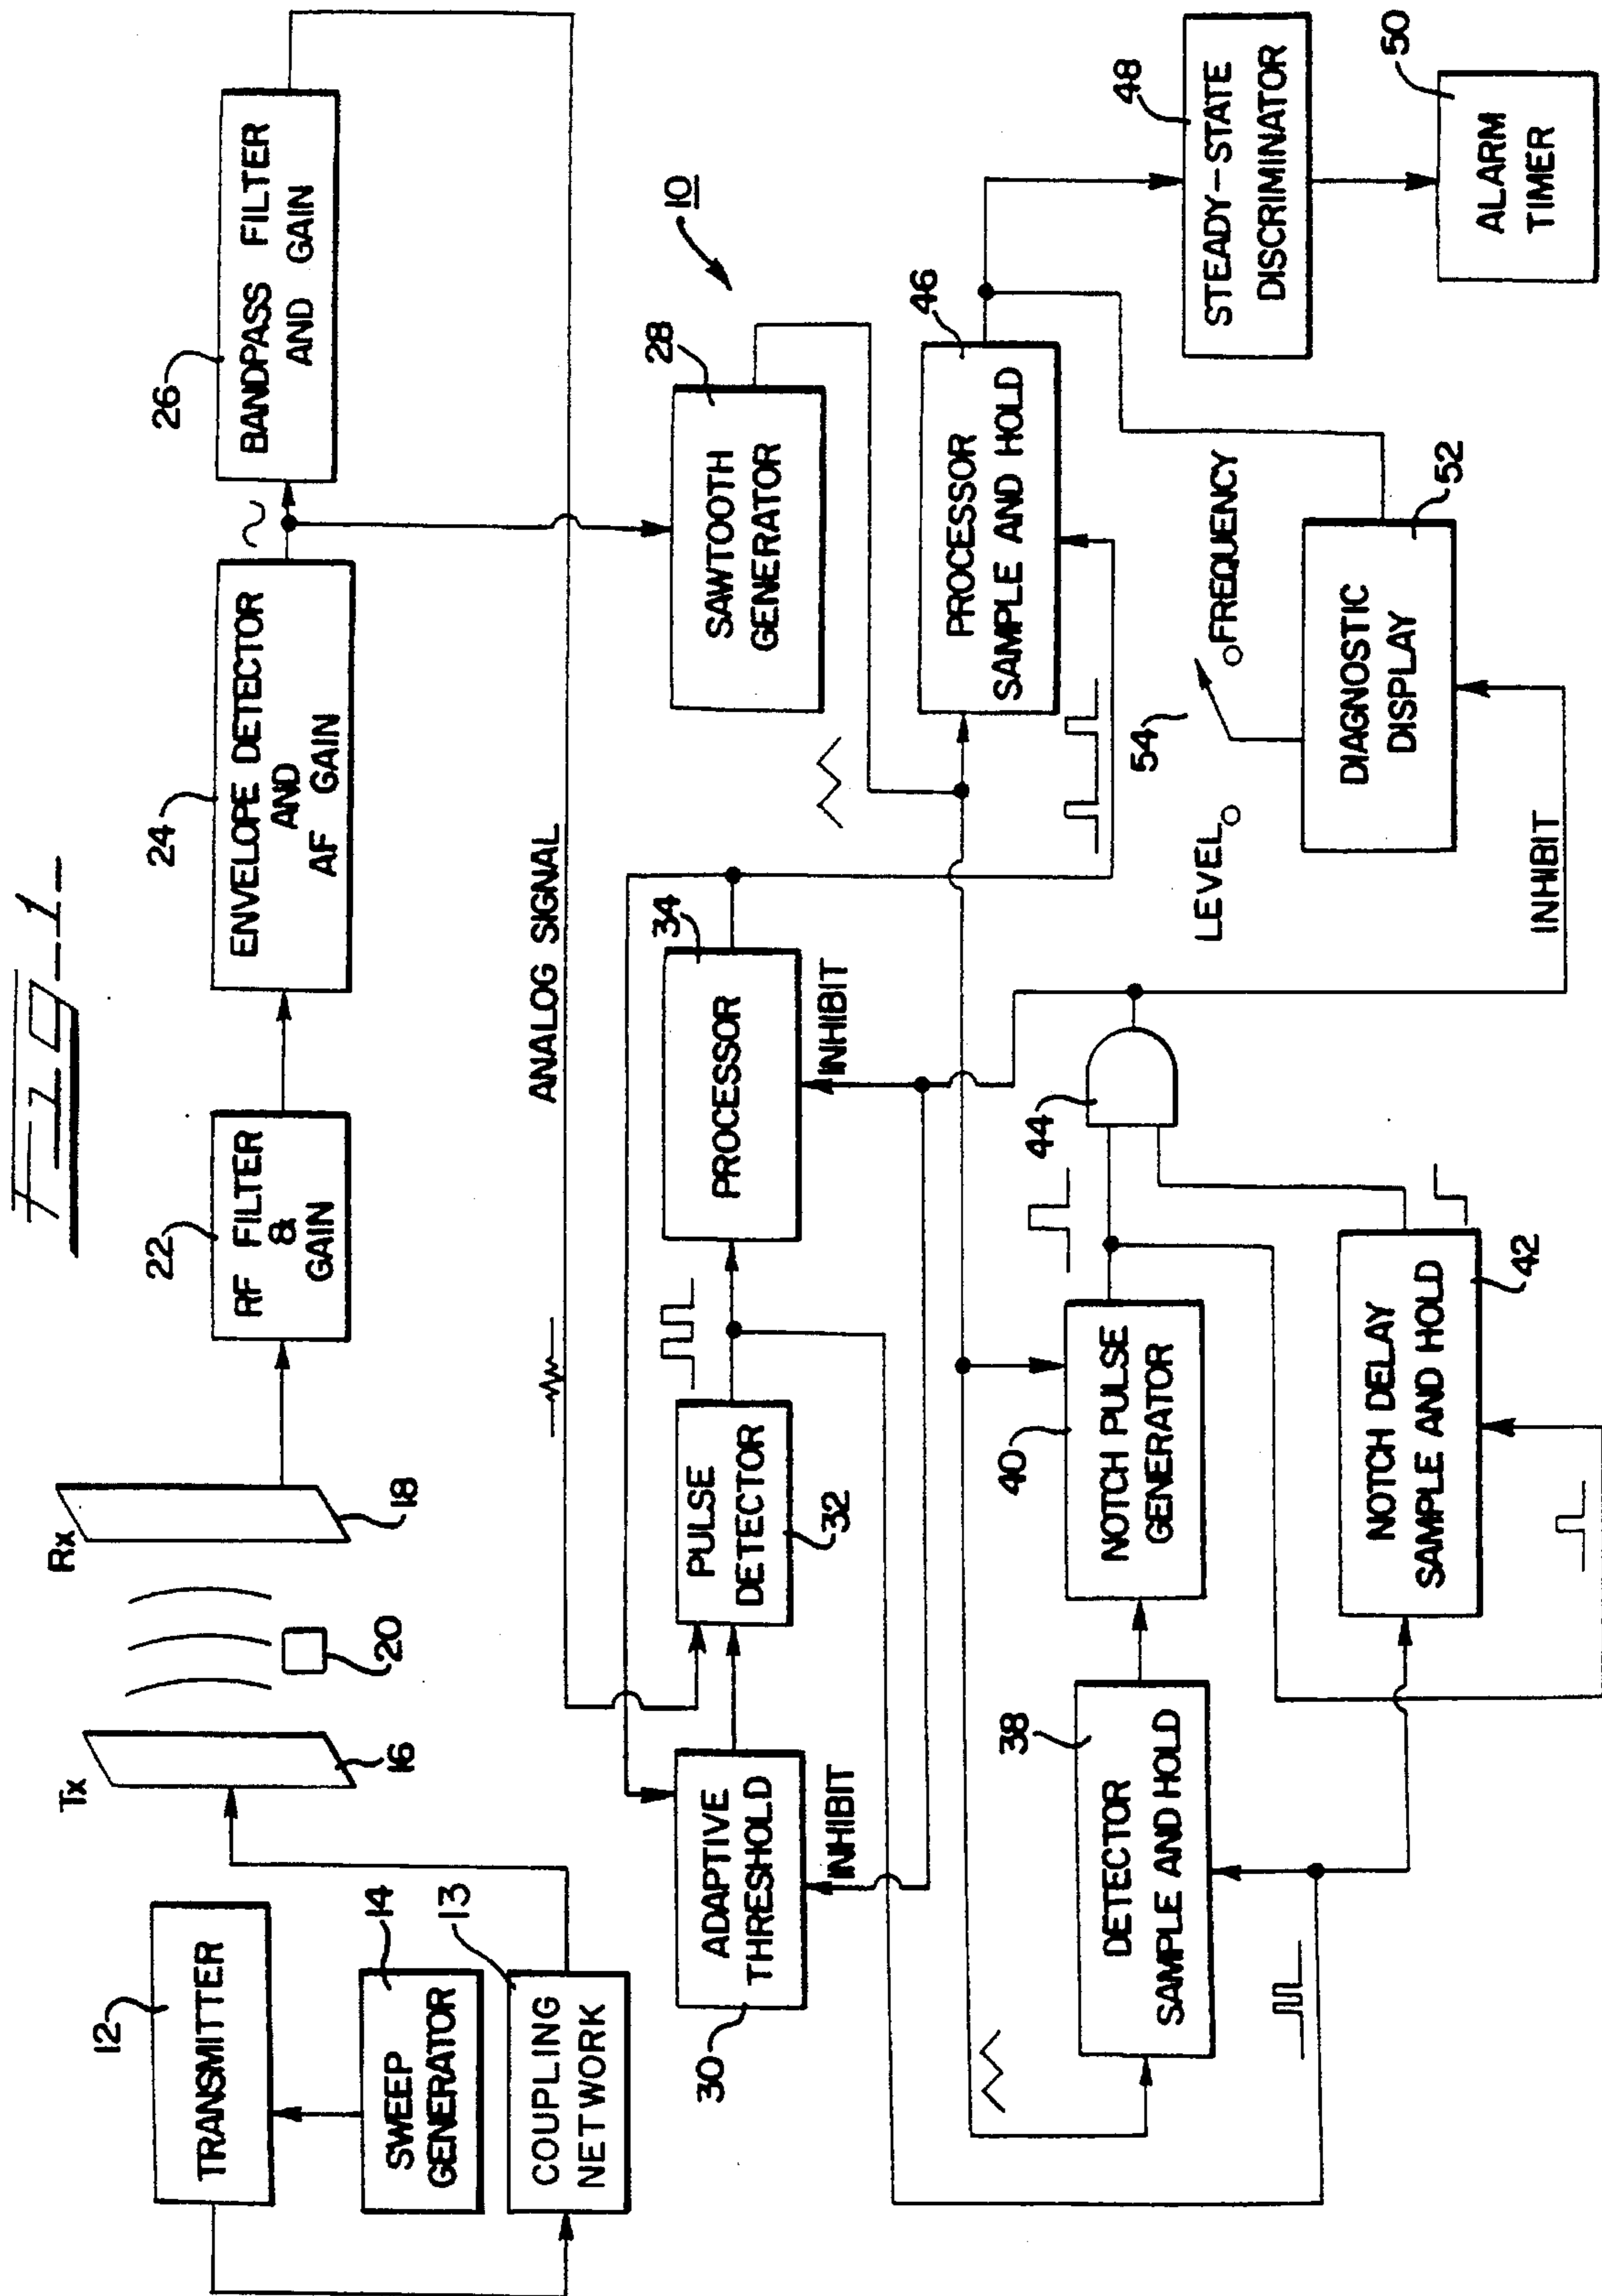 Fig-1-
12
TRANSMITTER
14
SWEEP
GENERATOR
13
COUPLING
NETWORK
Tx
16
20
Rx
18
22
RF FILTER
&
GAIN
24
ENVELOPE DETECTOR
AND
AF GAIN
26
BANDPASS FILTER
AND GAIN
ANALOG SIGNAL
10
30
ADAPTIVE
THRESHOLD
INHIBIT
PULSE
DETECTOR
32
34
PROCESSOR
INHIBIT
28
SAWTOOTH
GENERATOR
46
PROCESSOR
SAMPLE AND HOLD
48
STEADY-STATE
DISCRIMINATOR
50
ALARM
TIMER
38
DETECTOR
SAMPLE AND HOLD
40
NOTCH PULSE
GENERATOR
44
NOTCH DELAY
SAMPLE AND HOLD
42
54
LEVEL
FREQUENCY
DIAGNOSTIC
DISPLAY
52
INHIBIT